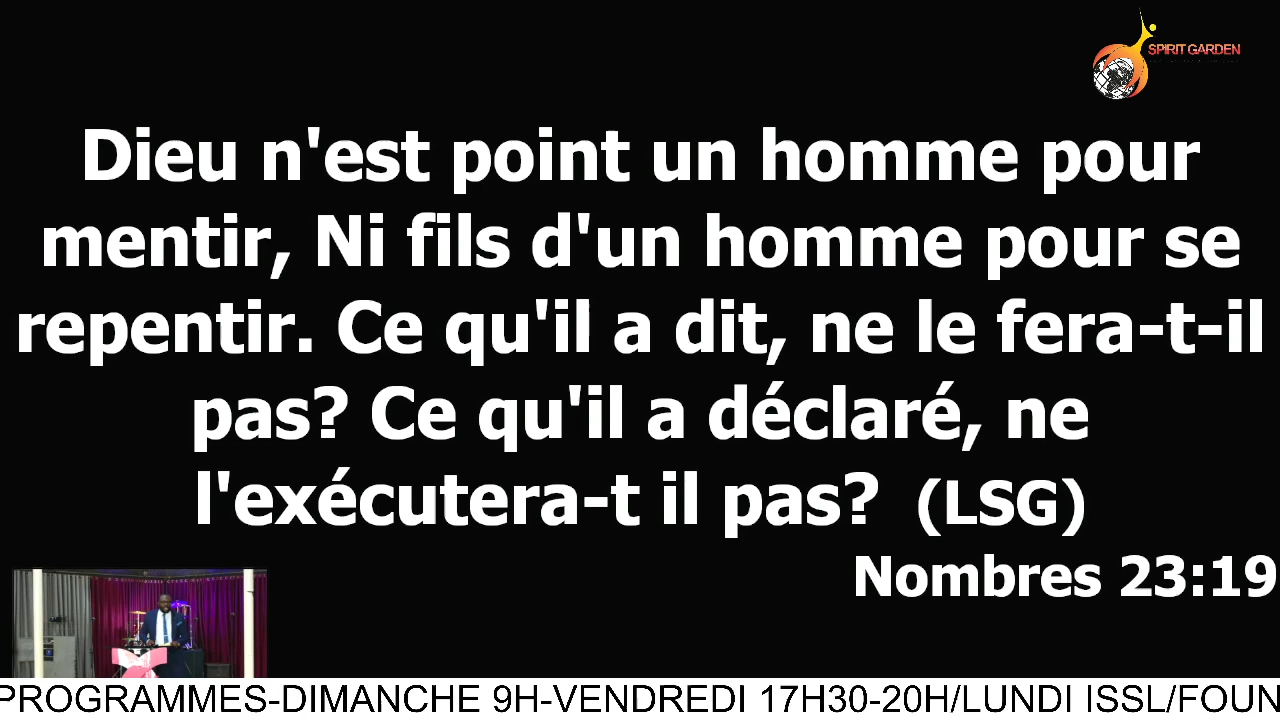 SPIRIT GARDEN
Dieu n'est point un homme pour
mentir, Ni fils d'un homme pour se
repentir. Ce qu'il a dit, ne le fera-t-il
pas? Ce qu'il a déclaré, ne
l'exécutera-t il pas? (LSG)
Nombres 23:19
PROGRAMMES-DIMANCHE 9H-VENDREDI 17H30-20H/LUNDI ISSL/FOUN